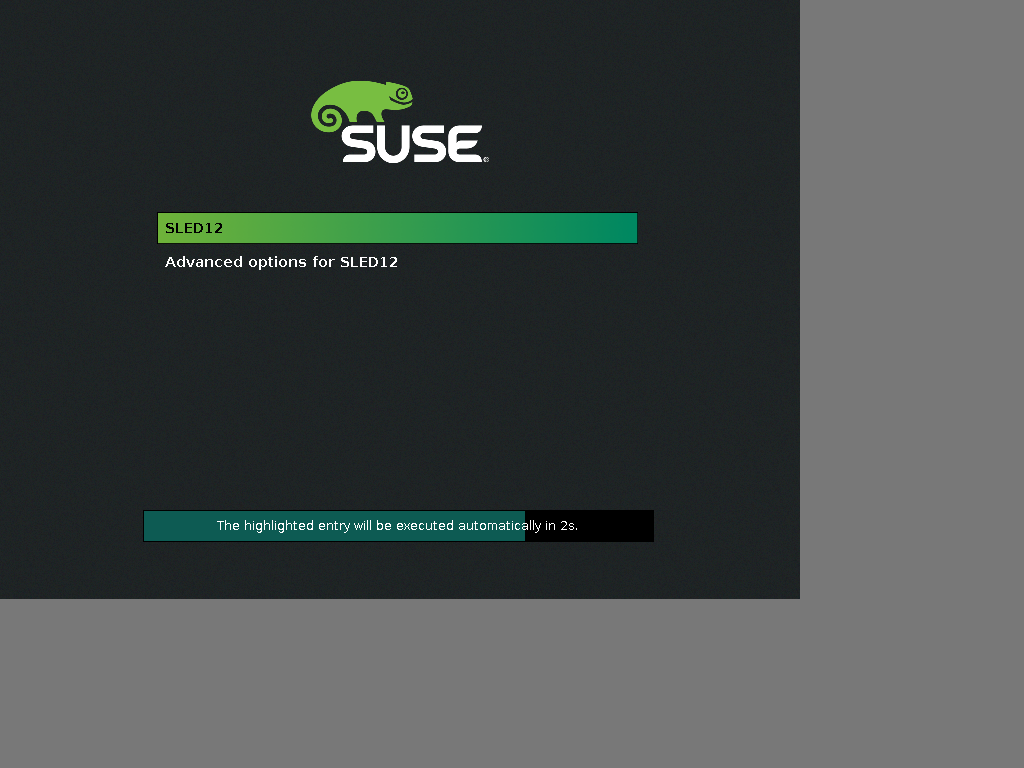 SUSE®
SLED12
Advanced options for SLED12
The highlighted entry will be executed automatically in 2s.